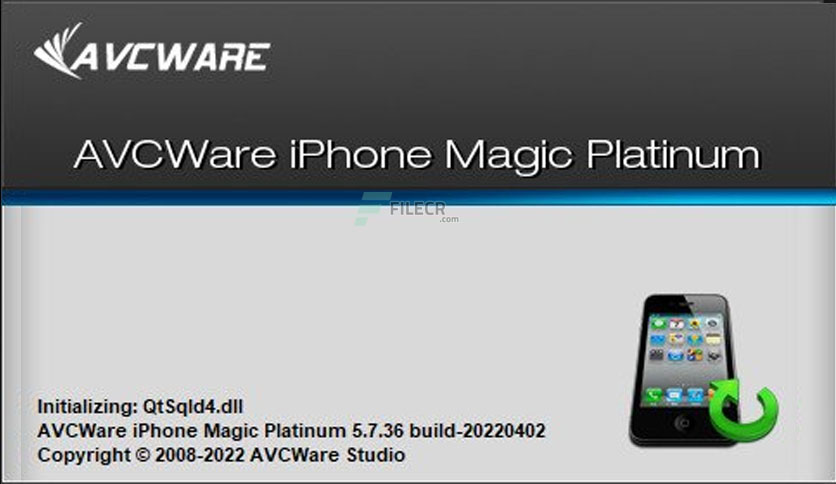 AVCWARE
AVCWare iPhone Magic Platinum
FILECR
.com
Initializing: QtSqld4.dll
AVCWare iPhone Magic Platinum 5.7.36 build-20220402
Copyright © 2008-2022 AVCWare Studio